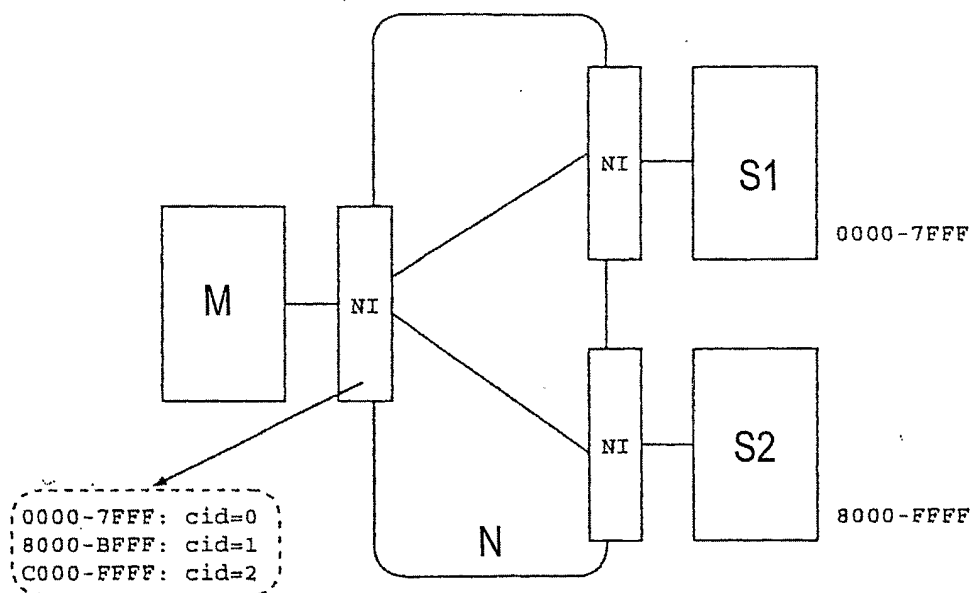 NI
S1
0000-7FFF
M
NI
NI
S2
8000-FFFF
0000-7FFF: cid=0
8000-BFFF: cid=1
C000-FFFF: cid=2
N